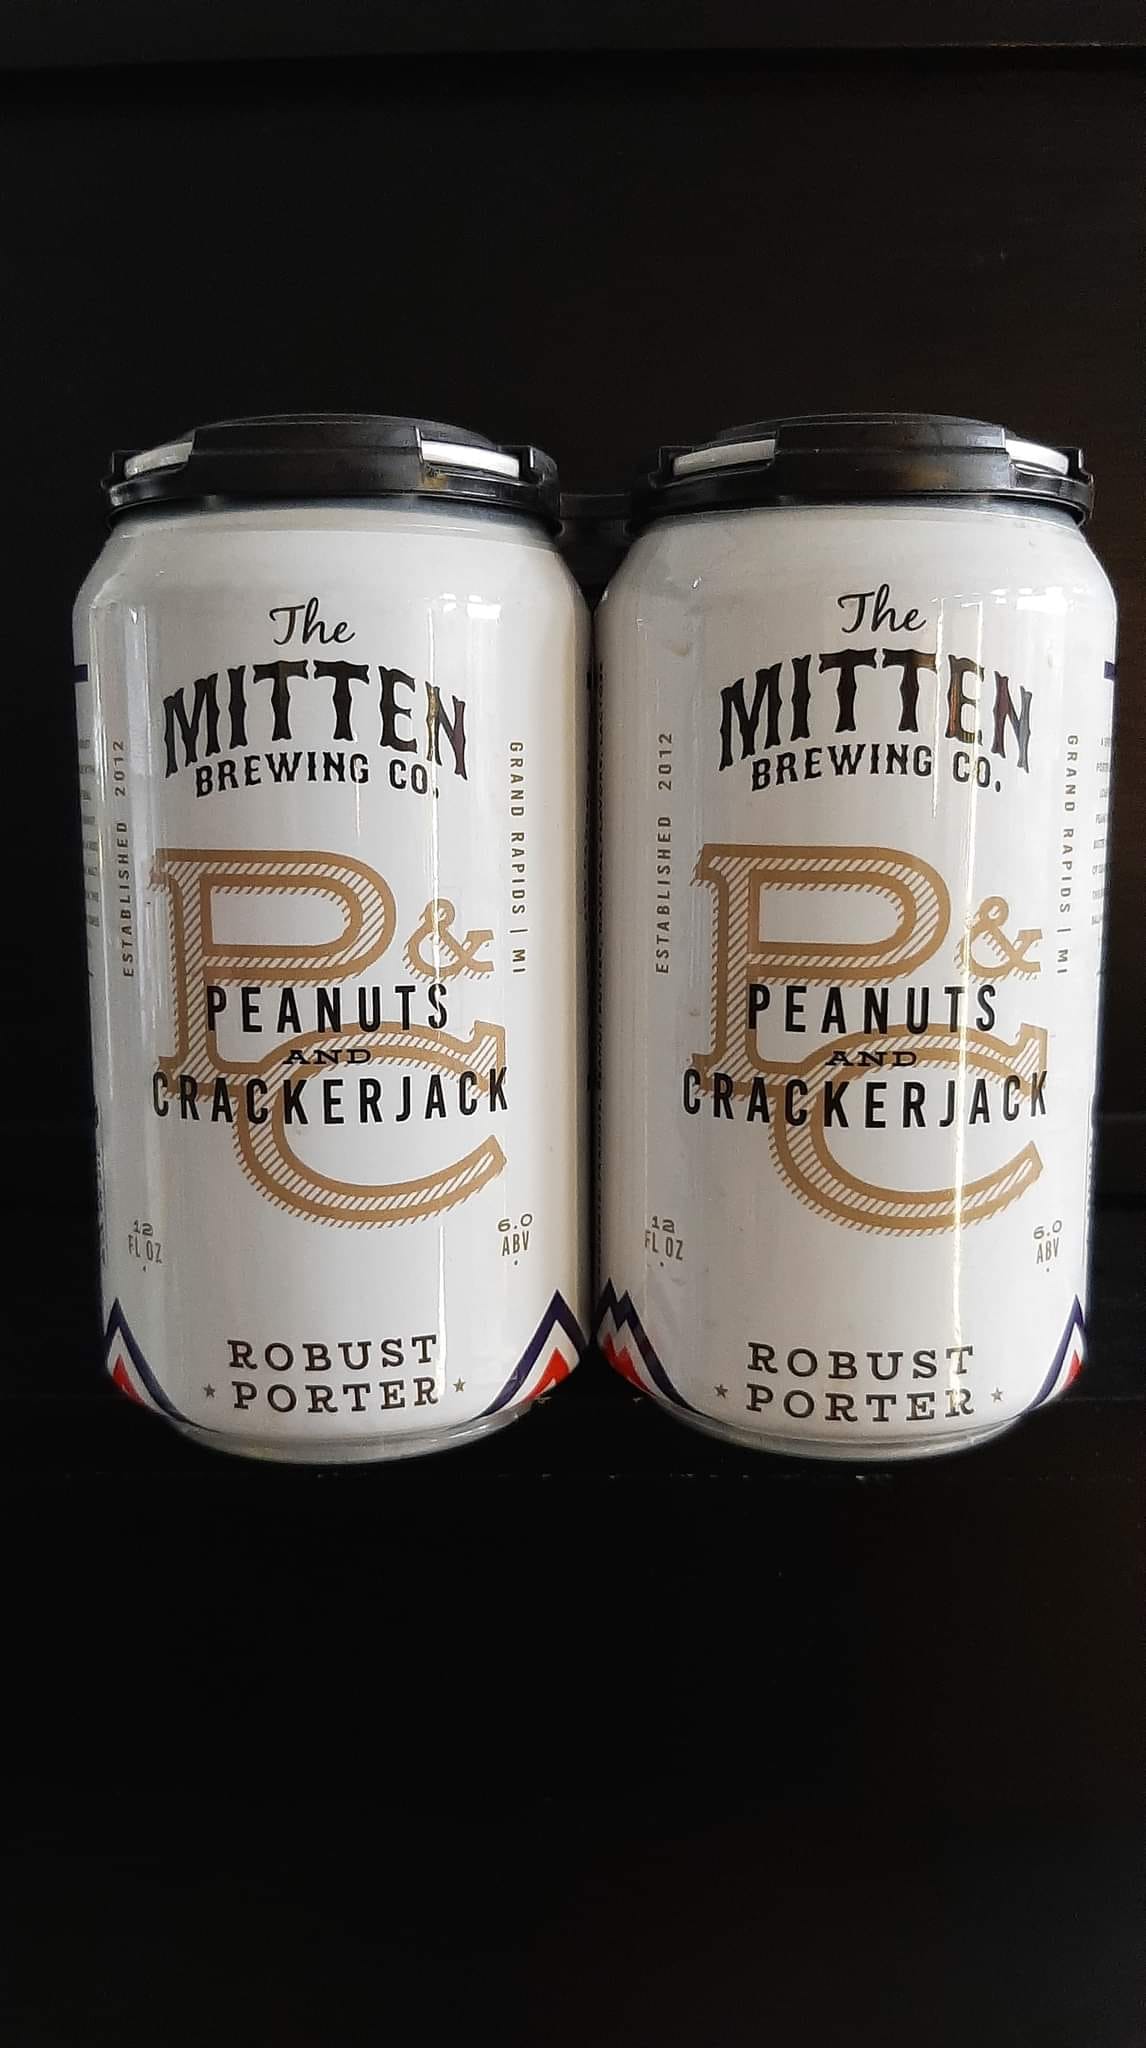 The
MITTEN
BREWING CO.
ESTABLISHED 2012
GRAND RAPIDS | MI
P&C
PEANUTS
AND
CRACKERJACK
12
FL OZ
6.0
ABV
ROBUST
PORTER
The
MITTEN
BREWING CO.
ESTABLISHED 2012
GRAND RAPIDS | MI
P&C
PEANUTS
AND
CRACKERJACK
12
FL OZ
6.0
ABV
ROBUST
PORTER